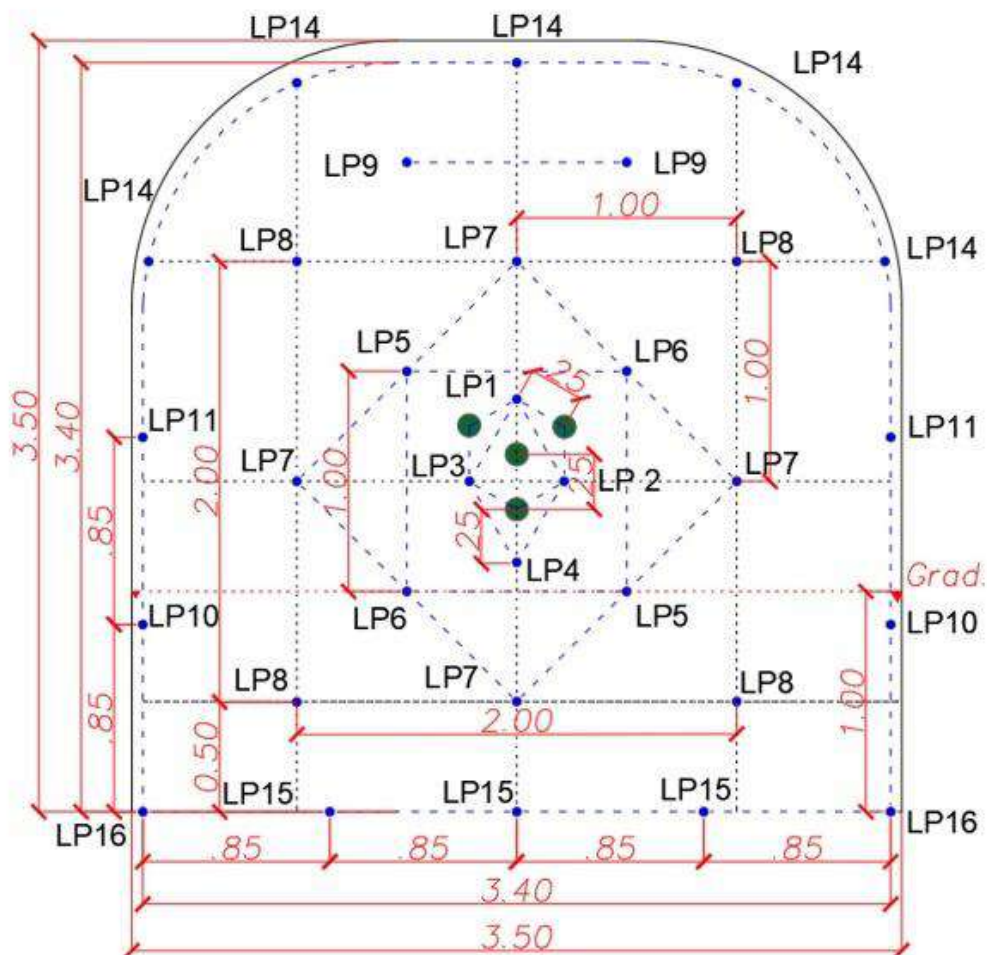 LP14 LP14
LP14
LP9 LP9
LP14
1.00
LP8 LP7 LP8
LP14
LP5 LP6
LP1 .25
1.00
3.50
3.40
LP11 LP11
2.00
1.00
LP7 LP3 LP 2 LP7
.25
.25
.85
LP4
Grad.
LP10 LP6 LP5 LP10
LP8 LP7 LP8
.85
0.50
2.00
1.00
LP15 LP15 LP15
LP16 LP16
.85 .85 .85 .85
3.40
3.50